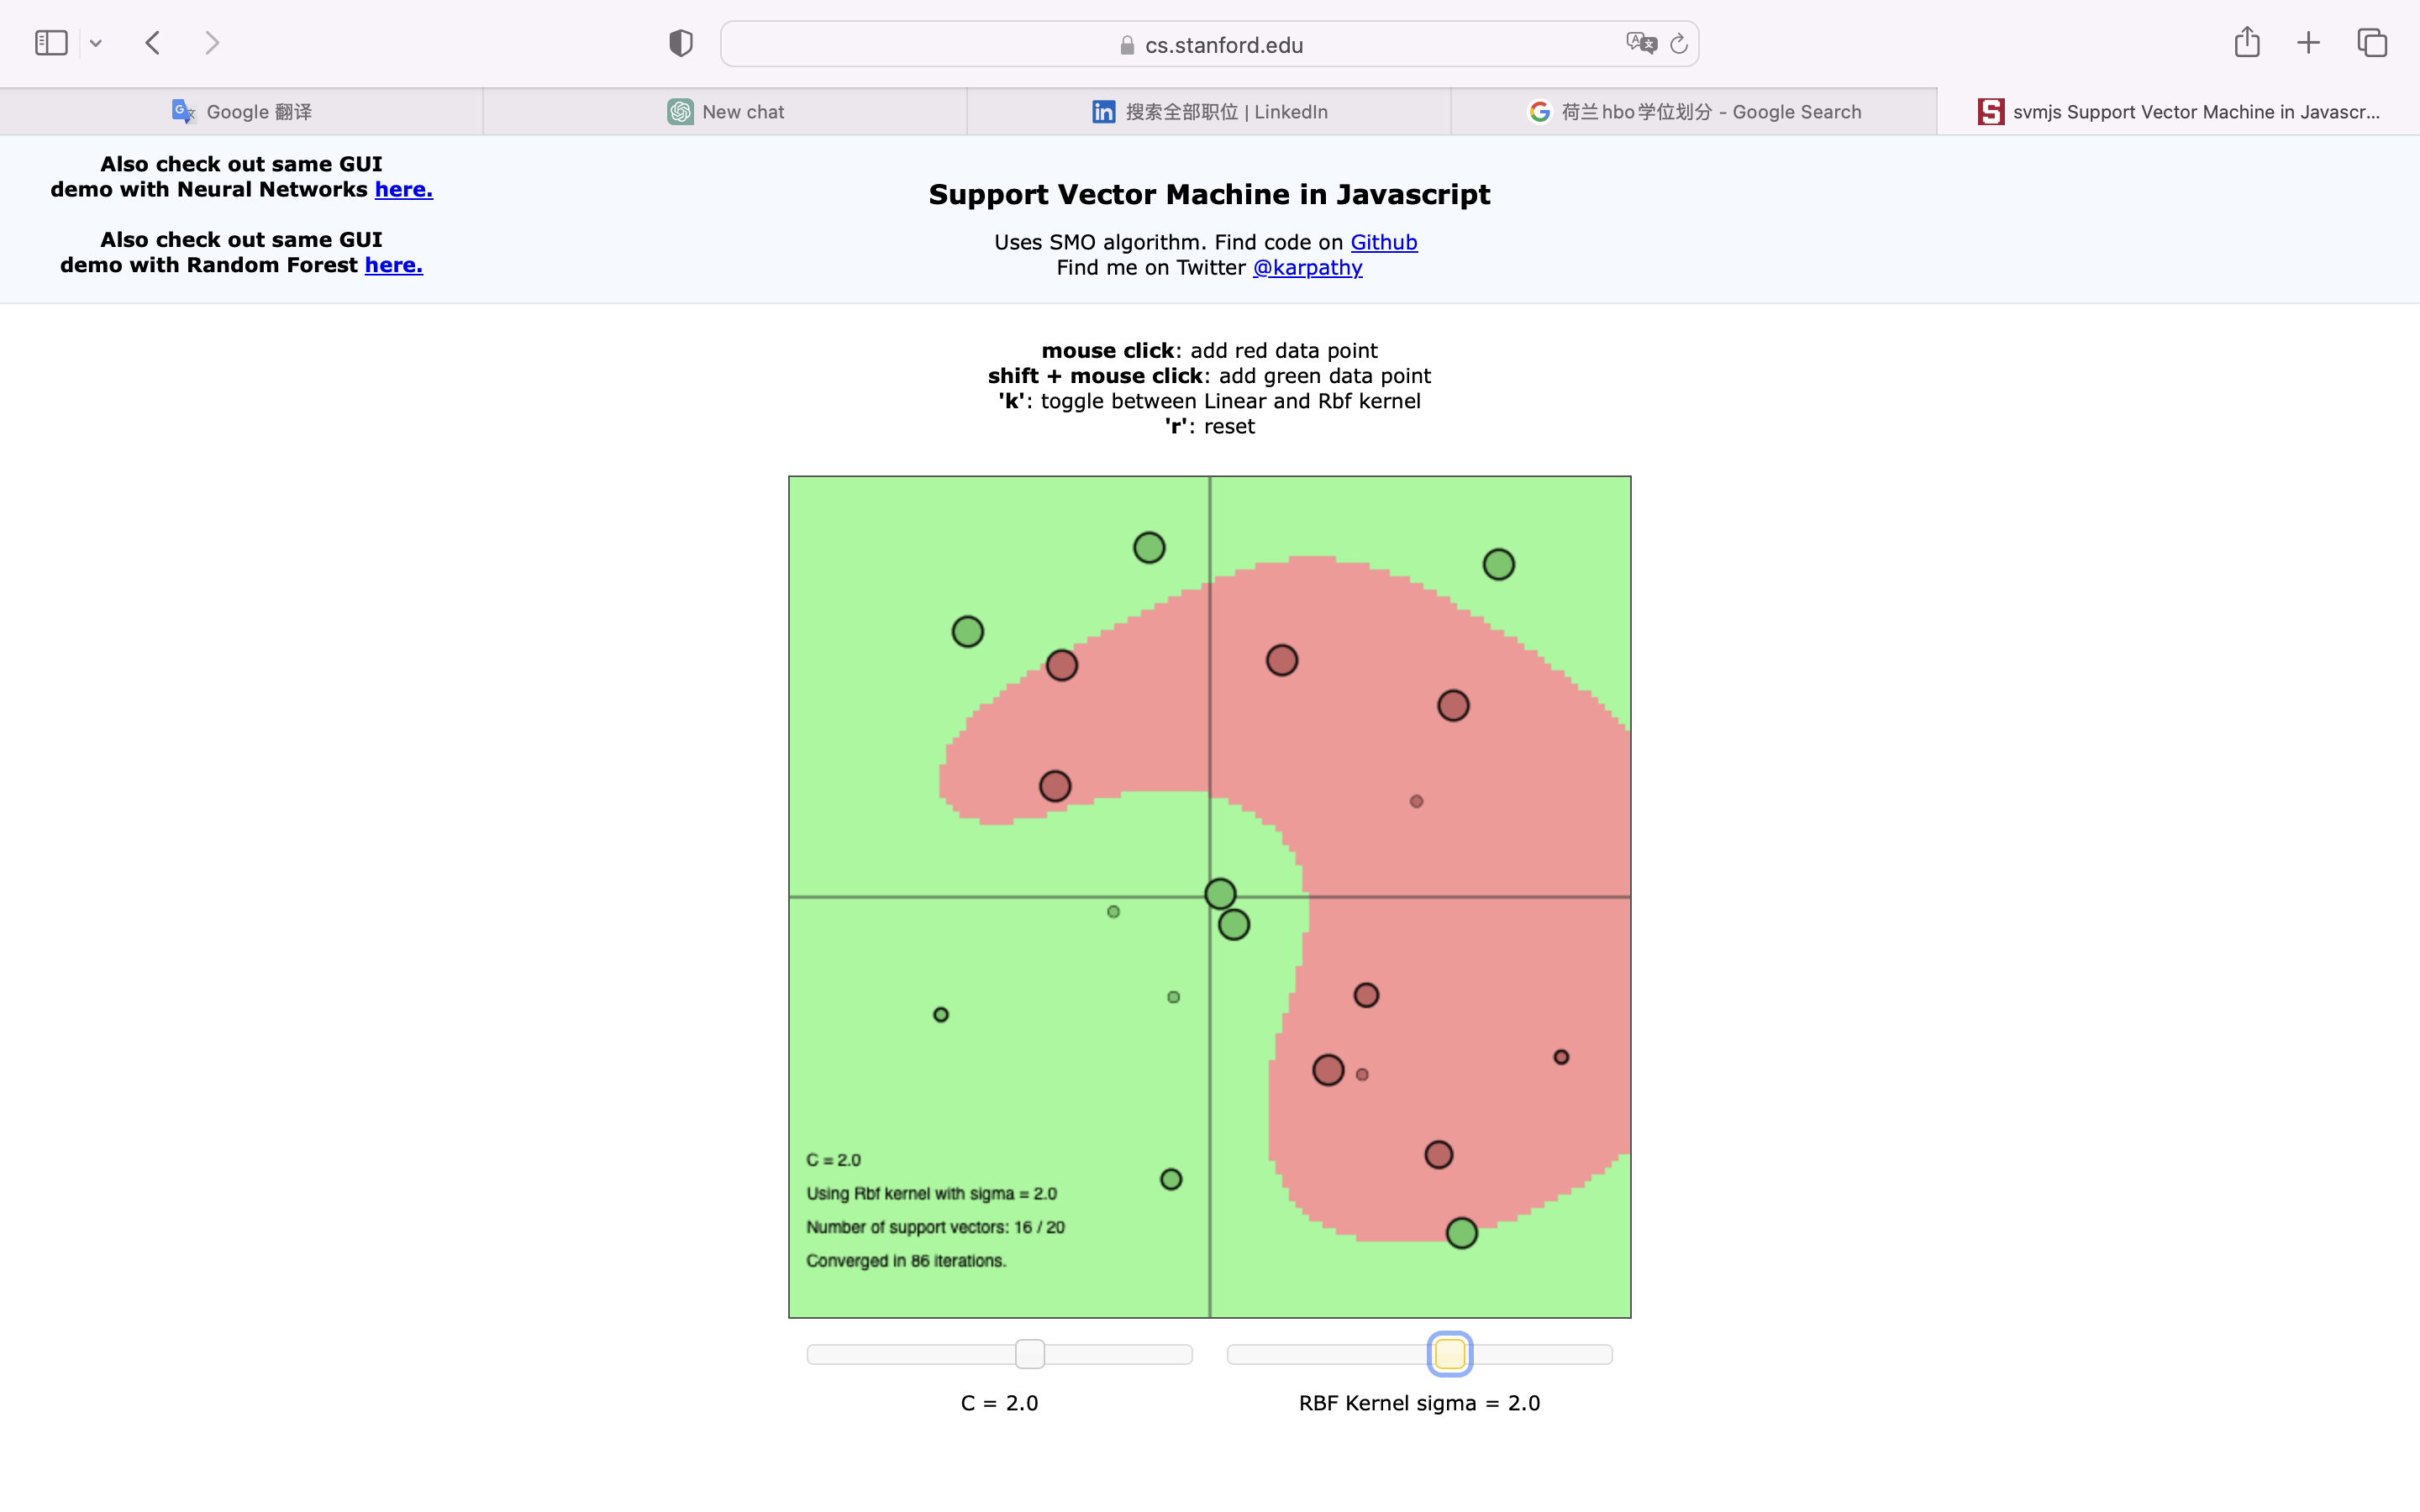 cs.stanford.edu
Google 翻译
New chat
搜索全部职位 | LinkedIn
荷兰hbo学位划分 - Google Search
svmjs Support Vector Machine in Javascr...
Also check out same GUI
demo with Neural Networks here.
Also check out same GUI
demo with Random Forest here.
Support Vector Machine in Javascript
Uses SMO algorithm. Find code on Github
Find me on Twitter @karpathy
mouse click: add red data point
shift + mouse click: add green data point
'k': toggle between Linear and Rbf kernel
'r': reset
C = 2.0
Using Rbf kernel with sigma = 2.0
Number of support vectors: 16 / 20
Converged in 86 iterations.
C = 2.0
RBF Kernel sigma = 2.0